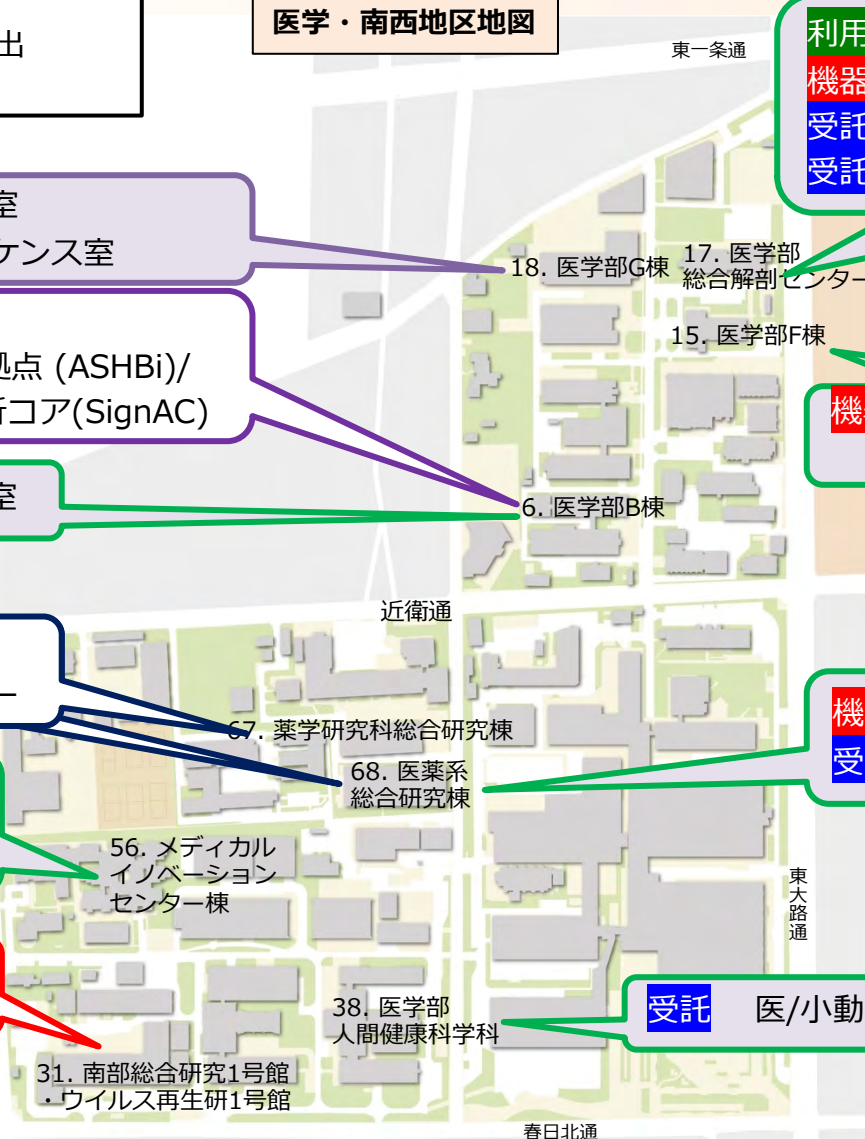 出
医学・南西地区地図
東一条通
利用
機器
受託
受託
室
ケンス室
18. 医学部G棟
17. 医学部
総合解剖センター
拠点 (ASHBi)/
析コア(SignAC)
15. 医学部F棟
機器
室
6. 医学部B棟
近衛通
ー
67. 薬学研究科総合研究棟
68. 医薬系
総合研究棟
機
受
56. メディカル
イノベーション
センター棟
東大路通
38. 医学部
人間健康科学科
受託 医/小動
31. 南部総合研究1号館
・ウイルス再生研1号館
春日北通